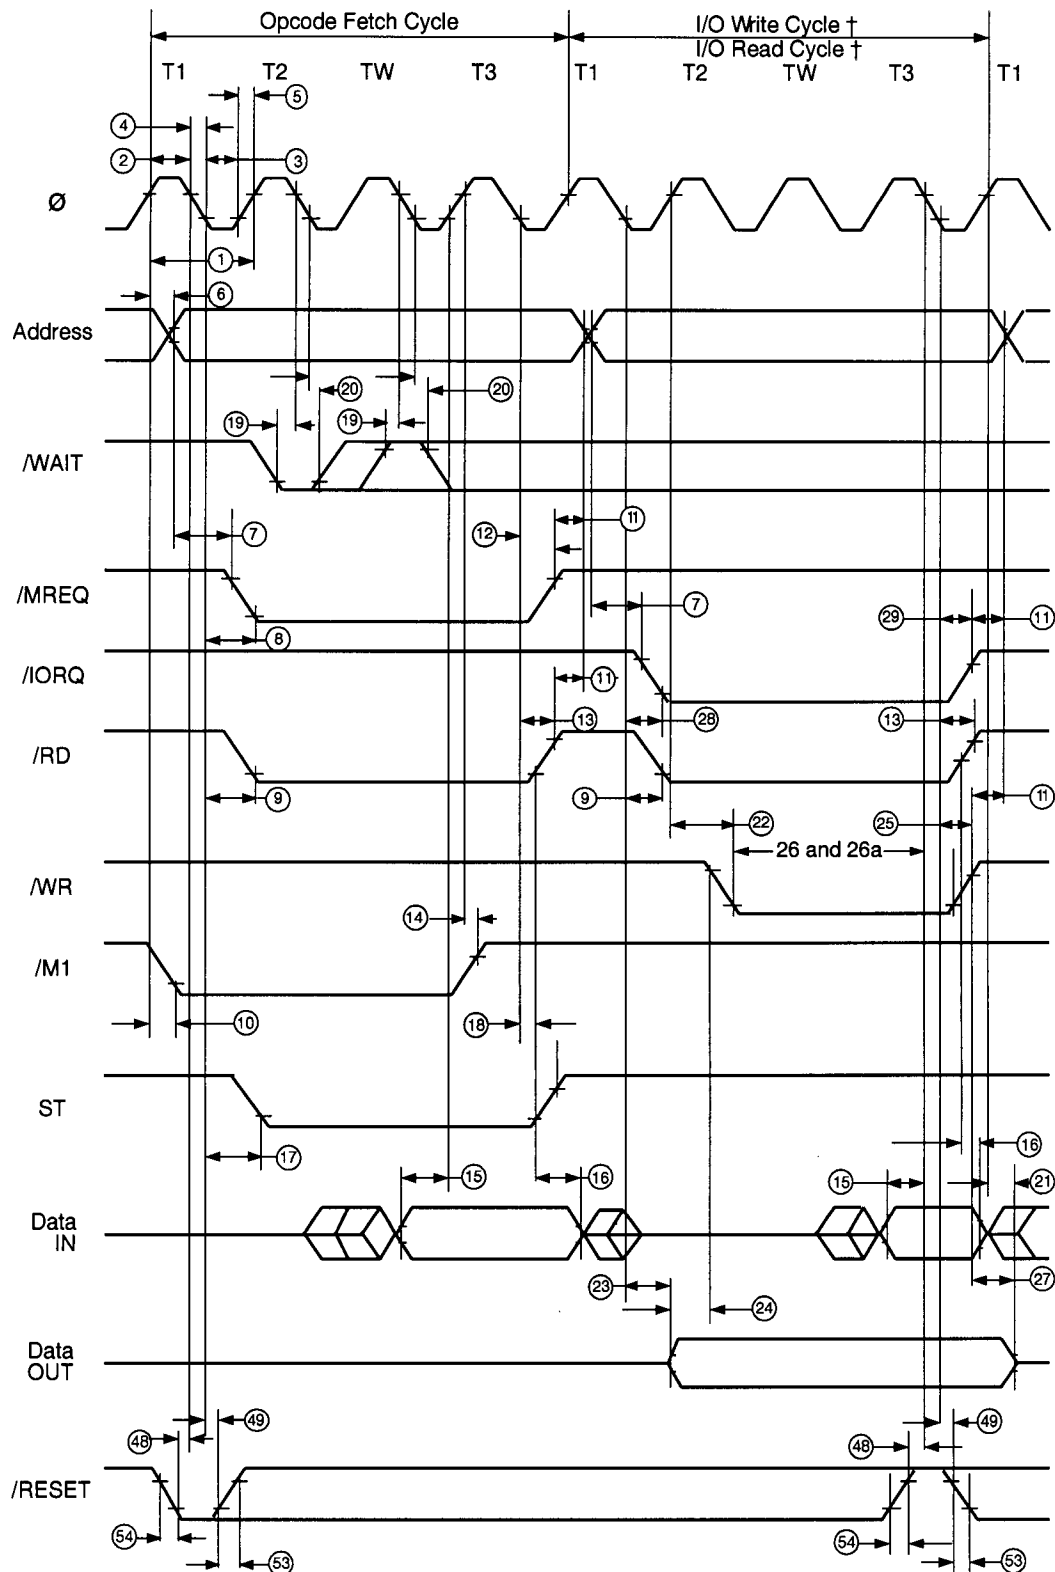 Opcode Fetch Cycle
I/O Write Cycle †
I/O Read Cycle †
T1 T2 TW T3 T1 T2 TW T3 T1
5
4
2 3
Ø
1
6
Address
20 20
19 19
/WAIT
12 11
7
/MREQ
7 29 11
8
/IORQ
11
13 28 13
/RD
9 9 11
22 25
26 and 26a
/WR
14
/M1
10 18
ST
17 16
15 16 15 21
Data
IN
23 27
24
Data
OUT
49 49
48 48
/RESET
54 54
53 53